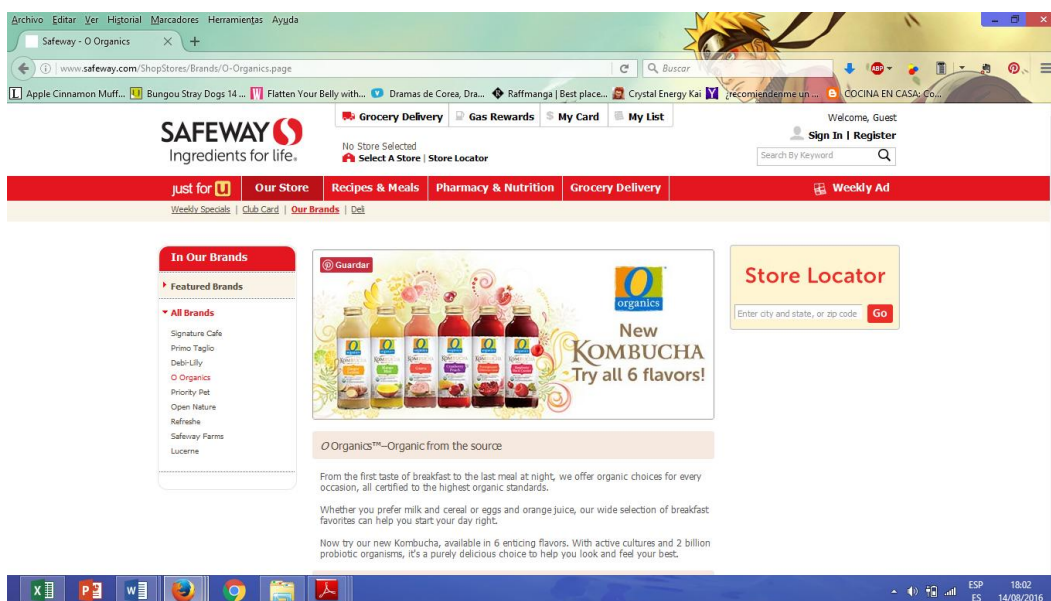 Archivo Editar Ver Historial Marcadores Herramientas Ayuda
Safeway - O Organics
www.safeway.com/ShopStores/Brands/O-Organics.page
Buscar
ABP
Apple Cinnamon Muff... Bungou Stray Dogs 14 ... Flatten Your Belly with... Dramas de Corea, Dra... Raffmanga | Best place... Crystal Energy Kai ¿recomiendenme un ... COCINA EN CASA: Co...
Grocery Delivery Gas Rewards My Card My List
Welcome, Guest
SAFEWAY
Ingredients for life.
Sign In | Register
No Store Selected
Select A Store | Store Locator
Search By Keyword
just for U Our Store Recipes & Meals Pharmacy & Nutrition Grocery Delivery Weekly Ad
Weekly Specials | Club Card | Our Brands | Deli
In Our Brands
Featured Brands
All Brands
Signature Cafe
Primo Taglio
Debi-Lilly
O Organics
Priority Pet
Open Nature
Refreshe
Safeway Farms
Lucerne
Guardar
O
organics
New
KOMBUCHA
Try all 6 flavors!
Store Locator
Enter city and state, or zip code Go
O Organics™—Organic from the source
From the first taste of breakfast to the last meal at night, we offer organic choices for every
occasion, all certified to the highest organic standards.
Whether you prefer milk and cereal or eggs and orange juice, our wide selection of breakfast
favorites can help you start your day right.
Now try our new Kombucha, available in 6 enticing flavors. With active cultures and 2 billion
probiotic organisms, it's a purely delicious choice to help you look and feel your best.
ESP
ES
18:02
14/08/2016